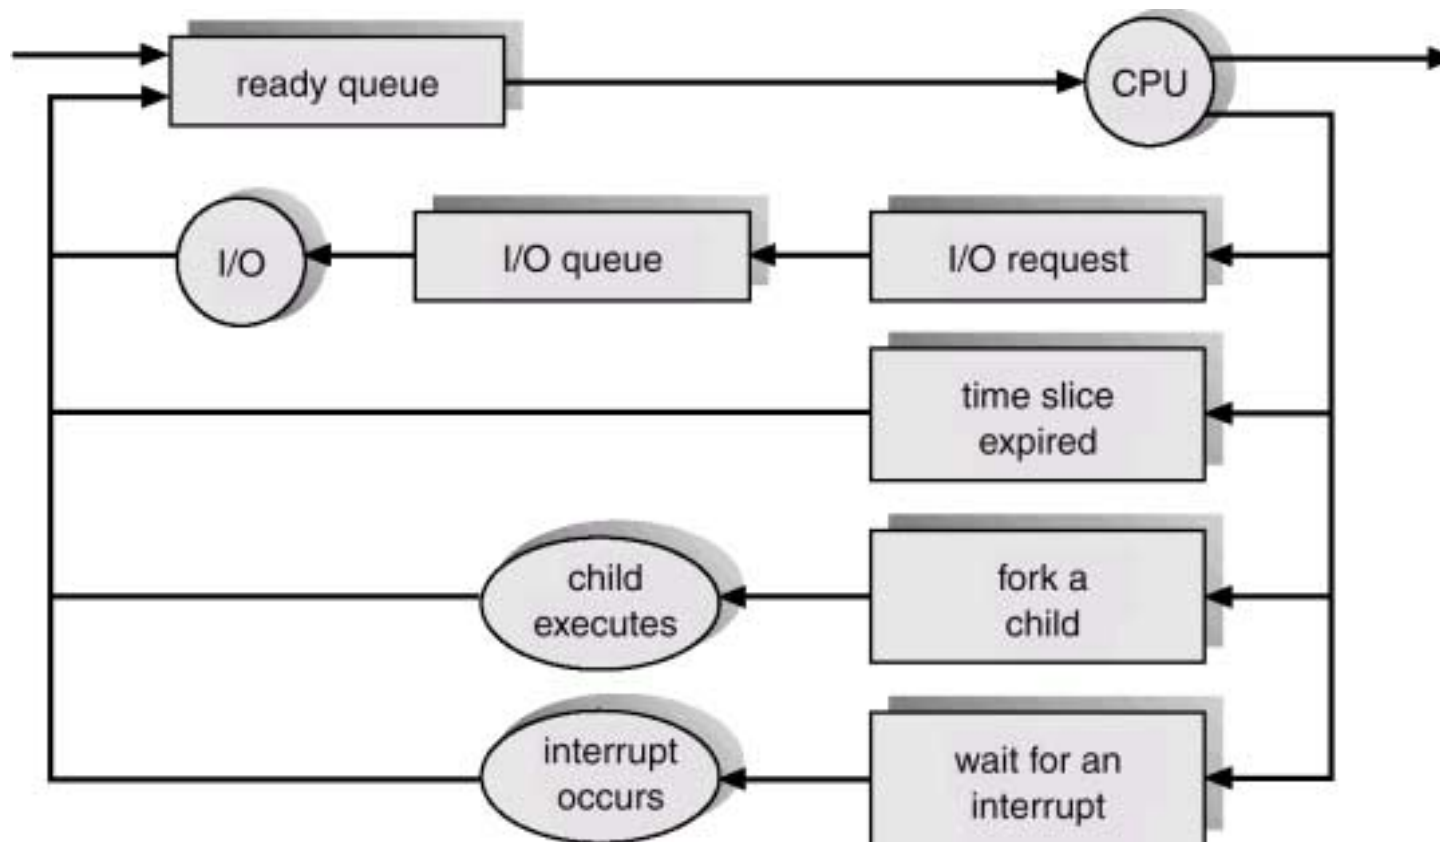 ready queue
CPU
I/O
I/O queue
I/O request
time slice
expired
child
executes
fork a
child
interrupt
occurs
wait for an
interrupt